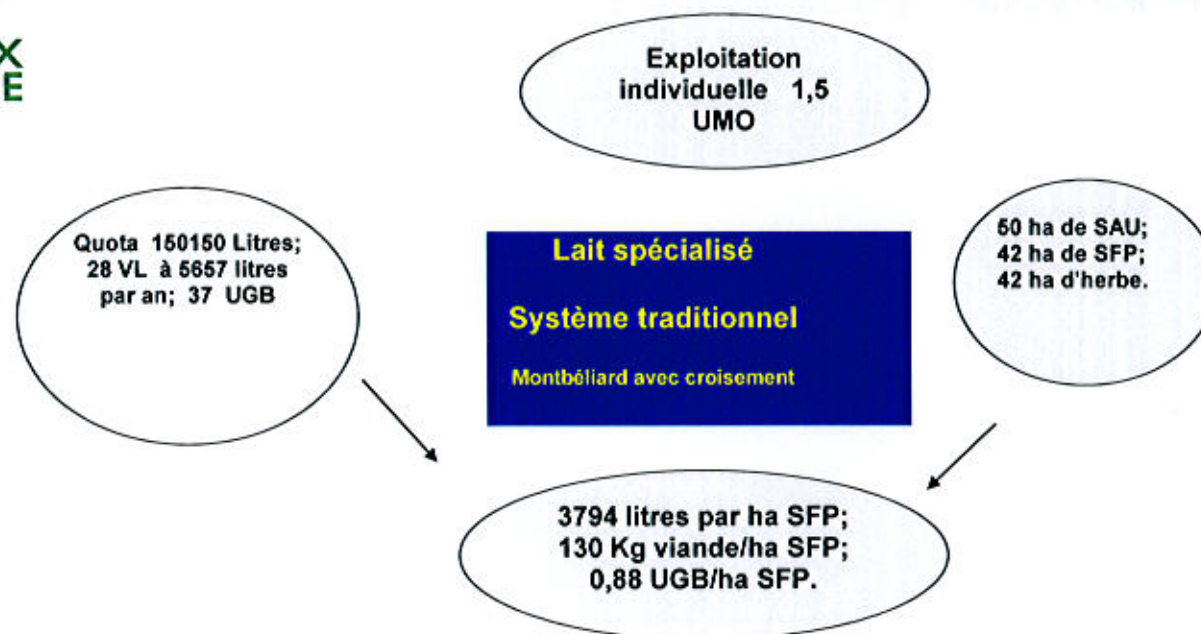 X
E
Exploitation
individuelle 1,5
UMO
Quota 150150 Litres;
28 VL à 5657 litres
par an; 37 UGB
Lait spécialisé
Système traditionnel
Montbéliard avec croisement
50 ha de SAU;
42 ha de SFP;
42 ha d'herbe.
3794 litres par ha SFP;
130 Kg viande/ha SFP;
0,88 UGB/ha SFP.